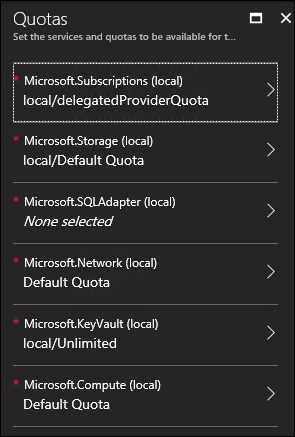 Quotas
Set the services and quotas to be available for t...
* Microsoft.Subscriptions (local)
local/delegatedProviderQuota
* Microsoft.Storage (local)
local/Default Quota
* Microsoft.SQLAdapter (local)
None selected
* Microsoft.Network (local)
Default Quota
* Microsoft.KeyVault (local)
local/Unlimited
* Microsoft.Compute (local)
Default Quota